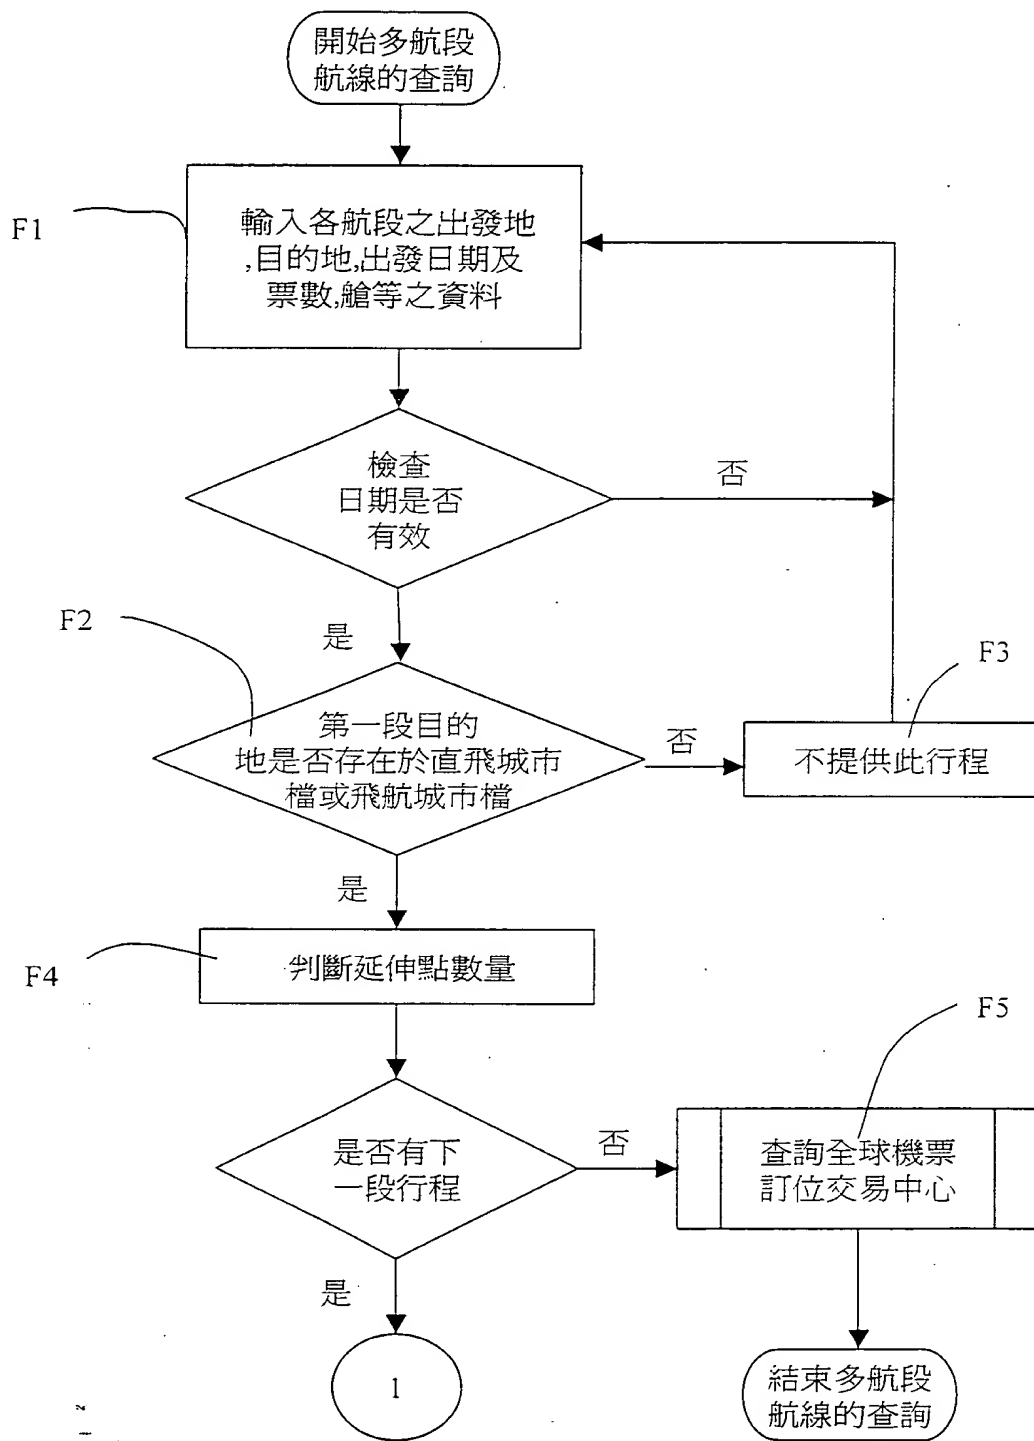 開始多航段
航線的查詢
F1
輸入各航段之出發地
,目的地,出發日期及
票數,艙等之資料
檢查
日期是否
有效
否
是
F2
第一段目的
地是否存在於直飛城市
檔或飛航城市檔
否
F3
不提供此行程
是
F4
判斷延伸點數量
是否有下
一段行程
否
F5
查詢全球機票
訂位交易中心
是
1
結束多航段
航線的查詢